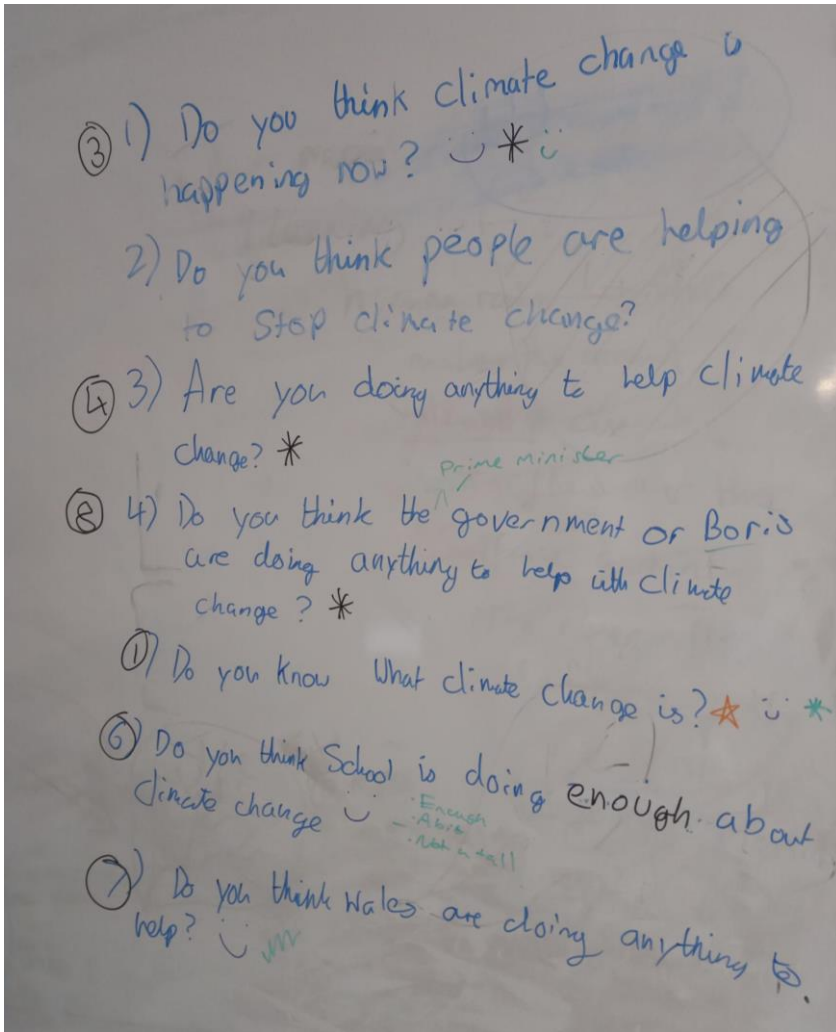 ③ 1) Do you think climate change is
happening now?
2) Do you think people are helping
to stop climate change?
④ 3) Are you doing anything to help climate
change? *
prime minister
⑧ 4) Do you think the government or Boris
are doing anything to help with climate
change? *
①) Do you know what climate change is?
⑥) Do you think School is doing enough about
climate change
· Enough
· A bit
· Not at all
⑦) Do you think Wales are doing anything to
help?